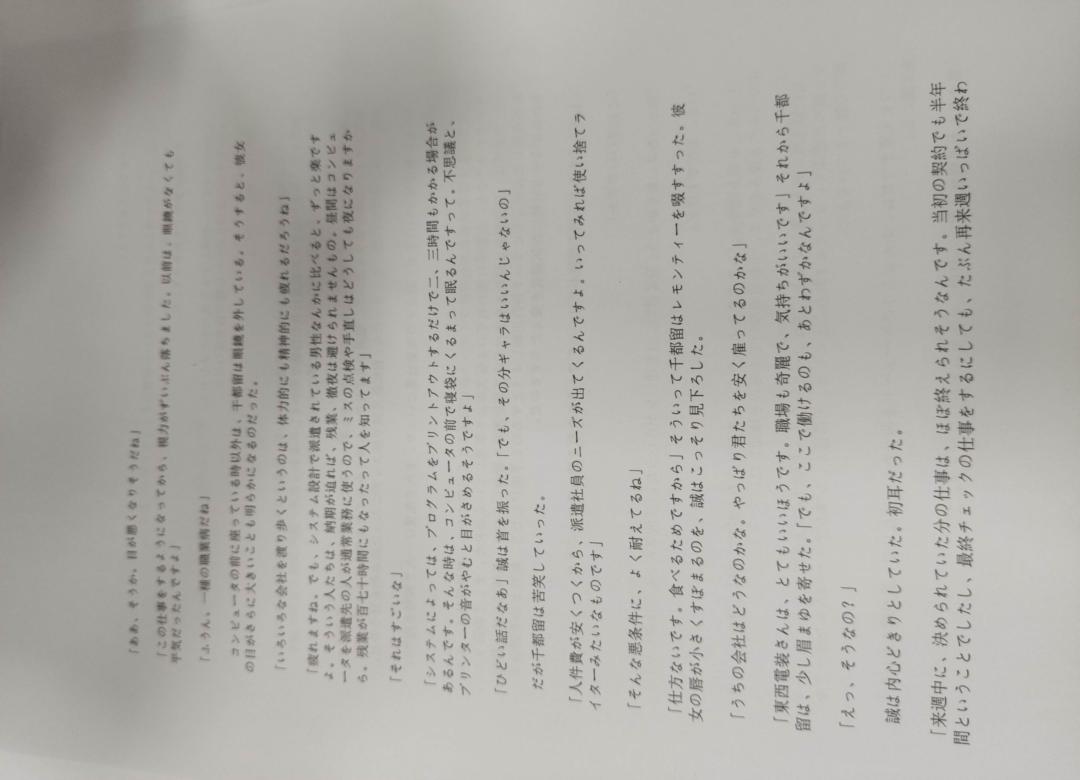 「ああ、そうか。目が悪くなりそうだね」
「この仕事をするようになってから、視力がずいぶん落ちました。以前は、眼鏡がなくても
平気だったんですよ」
「ふうん、一種の職業病だね」
コンピュータの前に座っている時以外は、千都留は眼鏡を外している。そうすると、彼女
の目がさらに大きいことも明らかになるのだった。
「いろいろな会社を渡り歩くというのは、体力的にも精神的にも疲れるだろうね」
「疲れますね。でも、システム設計で派遣されている男性なんかに比べると、ずっと楽です
よ。そういう人たちは、納期が迫れば、残業、徹夜は避けられませんもの。昼間はコンピュ
ータを派遣先の人が通常業務に使うので、ミスの点検や手直しはどうしても夜になりますか
ら。残業が百七十時間にもなったって人を知ってます」
「それはすごいな」
「システムによっては、プログラムをプリントアウトするだけで二、三時間もかかる場合が
あるんです。そんな時は、コンピュータの前で寝袋にくるまって眠るんですって。不思議と、
プリンターの音がやむと目がさめるそうですよ」
「ひどい話だなあ」誠は首を振った。「でも、その分ギャラはいいんじゃないの」
だが千都留は苦笑していった。
「人件費が安くつくから、派遣社員のニーズが出てくるんですよ。いってみれば使い捨てラ
イターみたいなものです」
「そんな悪条件に、よく耐えてるね」
「仕方ないです。食べるためですから」そういって千都留はレモンティーを啜すすった。彼
女の唇が小さくすぼまるのを、誠はこっそり見下ろした。
「うちの会社はどうなのかな。やっぱり君たちを安く雇ってるのかな」
「東西電装さんは、とてもいいほうです。職場も奇麗で、気持ちがいいです」それから千都
留は、少し眉まゆを寄せた。「でも、ここで働けるのも、あとわずかなんですよ」
「えっ、そうなの?」
誠は内心どきりとしていた。初耳だった。
「来週中に、決められていた分の仕事は、ほぼ終えられそうなんです。当初の契約でも半年
間ということでしたし、最終チェックの仕事をするにしても、たぶん再来週いっぱいで終わ